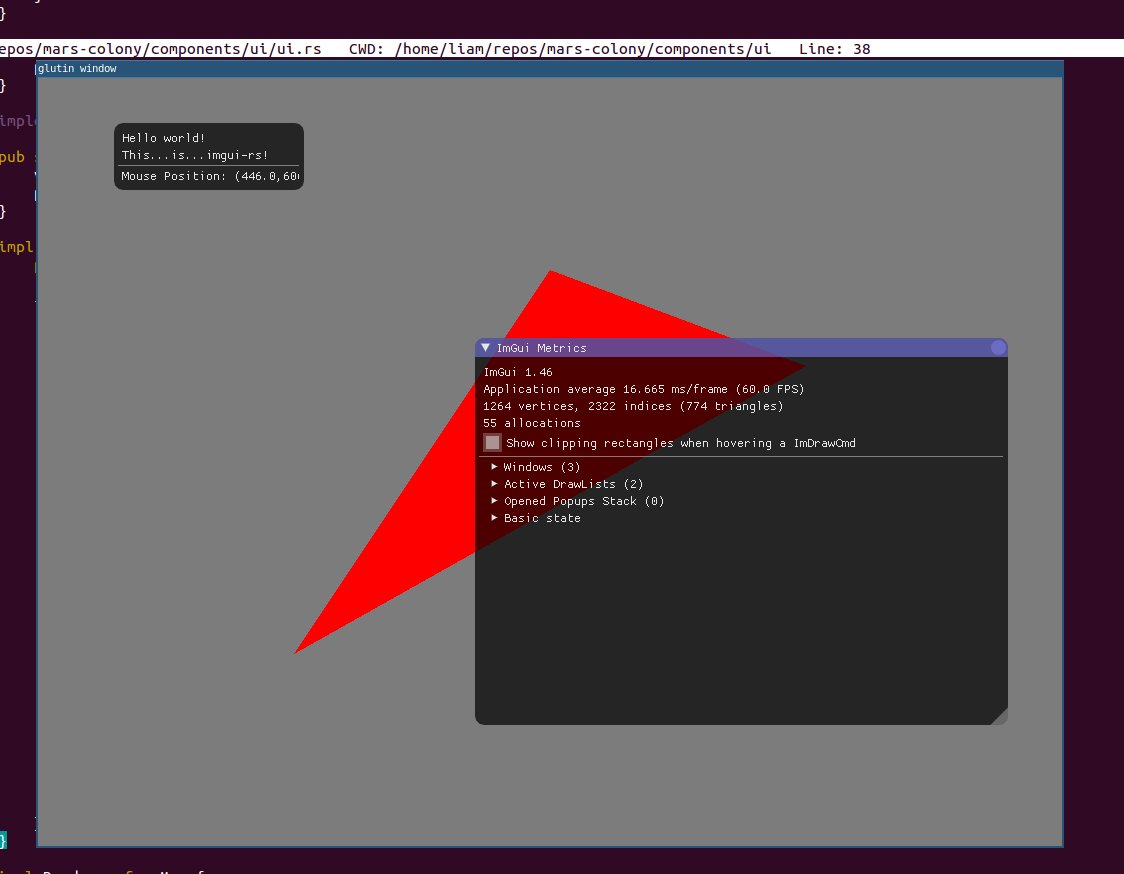 }
epos/mars-colony/components/ui/ui.rs   CWD: /home/liam/repos/mars-colony/components/ui   Line: 38
glutin window
}
imple
pub
}
impl
Hello world!
This...is...imgui-rs!
Mouse Position: (446.0,60
ImGui Metrics
ImGui 1.46
Application average 16.665 ms/frame (60.0 FPS)
1264 vertices, 2322 indices (774 triangles)
55 allocations
Show clipping rectangles when hovering a ImDrawCmd
Windows (3)
Active DrawLists (2)
Opened Popups Stack (0)
Basic state
}